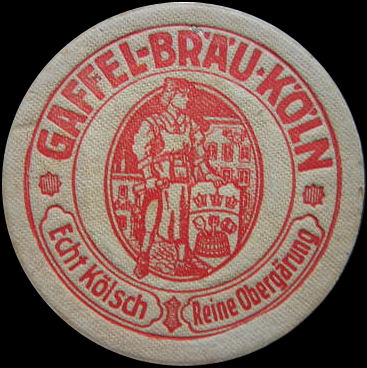 GAFFEL-BRÄU·KÖLN
Echt Kölsch
Reine Obergärung